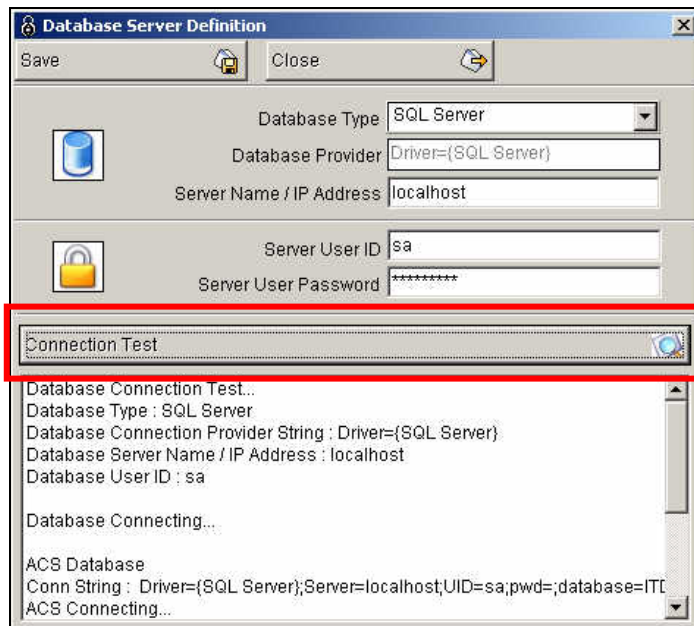 Database Server Definition
Save Close
Database Type SQL Server
Database Provider Driver={SQL Server}
Server Name / IP Address localhost
Server User ID sa
Server User Password *********
Connection Test
Database Connection Test...
Database Type : SQL Server
Database Connection Provider String : Driver={SQL Server}
Database Server Name / IP Address : localhost
Database User ID : sa
Database Connecting...
ACS Database
Conn String : Driver={SQL Server};Server=localhost;UID=sa;pwd=;database=ITD
ACS Connecting...